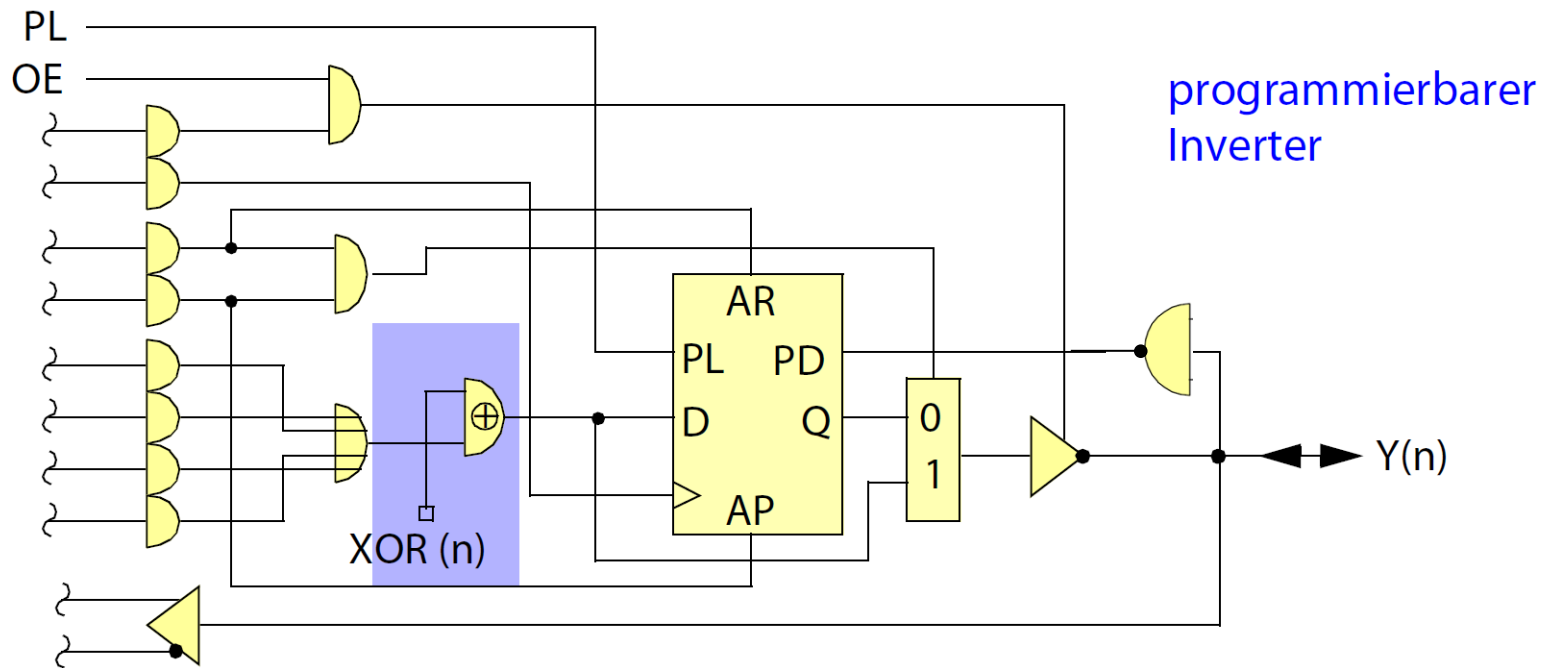 PL
OE
programmierbarer
Inverter
AR
PL PD
D Q
AP
0
1
Y(n)
XOR (n)